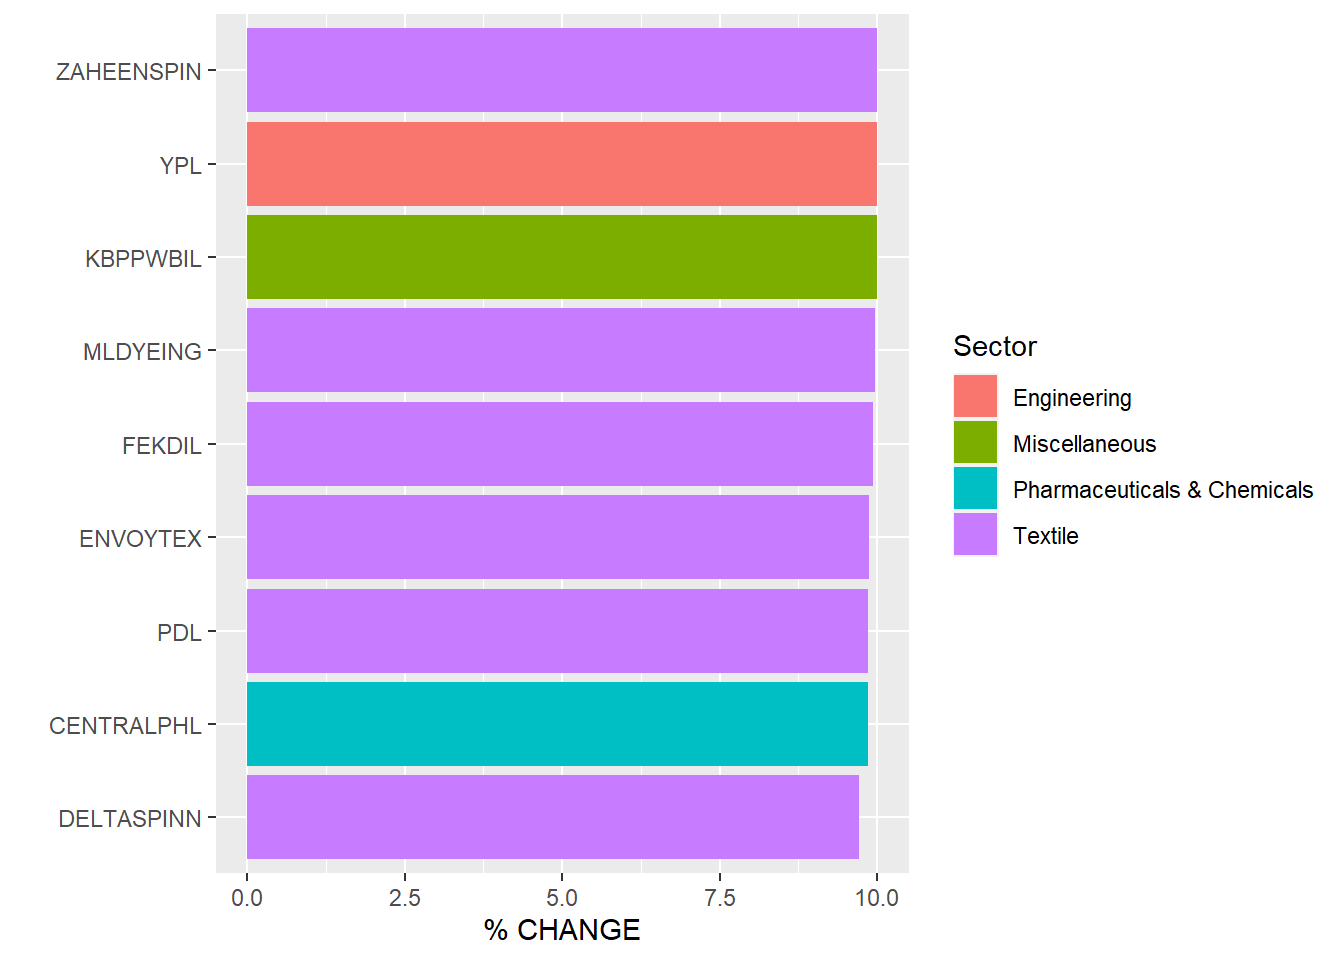 ZAHEENSPIN
YPL
KBPPWBIL
MLDYEING
FEKDIL
ENVOYTEX
PDL
CENTRALPHL
DELTASPINN
0.0 2.5 5.0 7.5 10.0
% CHANGE
Sector
Engineering
Miscellaneous
Pharmaceuticals & Chemicals
Textile